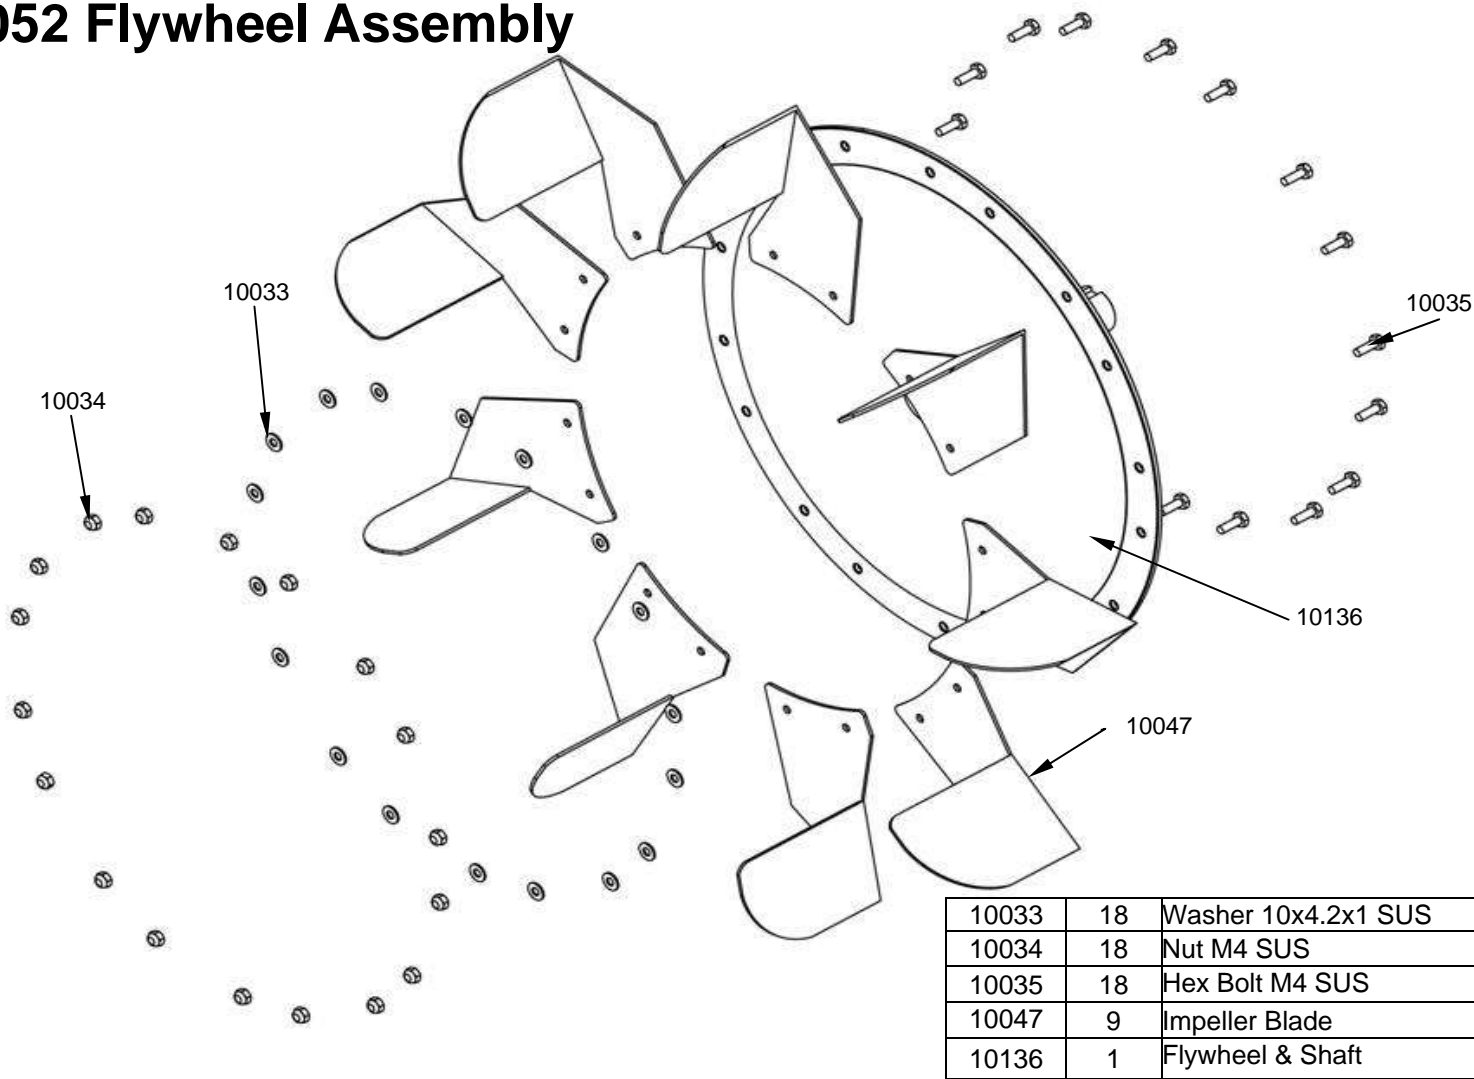 052 Flywheel Assembly
10033
10035
10034
10136
10047
10033 18 Washer 10x4.2x1 SUS
10034 18 Nut M4 SUS
10035 18 Hex Bolt M4 SUS
10047 9 Impeller Blade
10136 1 Flywheel & Shaft